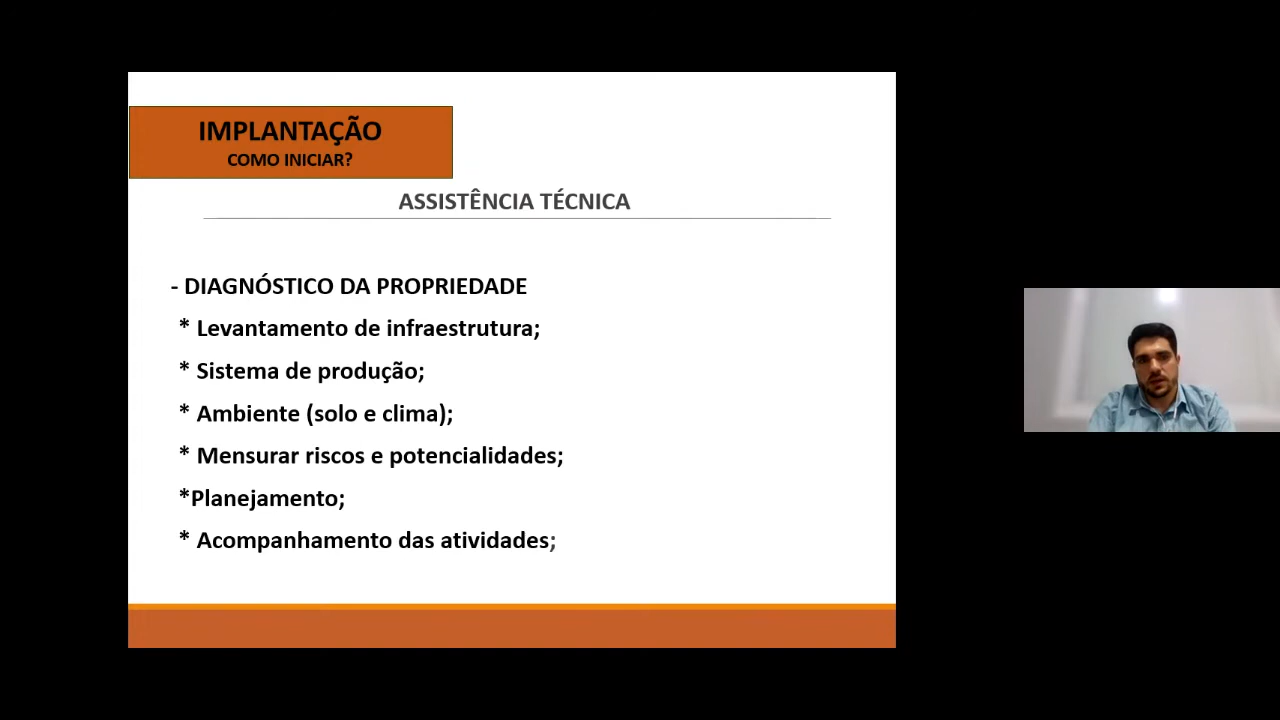 IMPLANTAÇÃO
COMO INICIAR?
ASSISTÊNCIA TÉCNICA
- DIAGNÓSTICO DA PROPRIEDADE
* Levantamento de infraestrutura;
* Sistema de produção;
* Ambiente (solo e clima);
* Mensurar riscos e potencialidades;
*Planejamento;
* Acompanhamento das atividades;